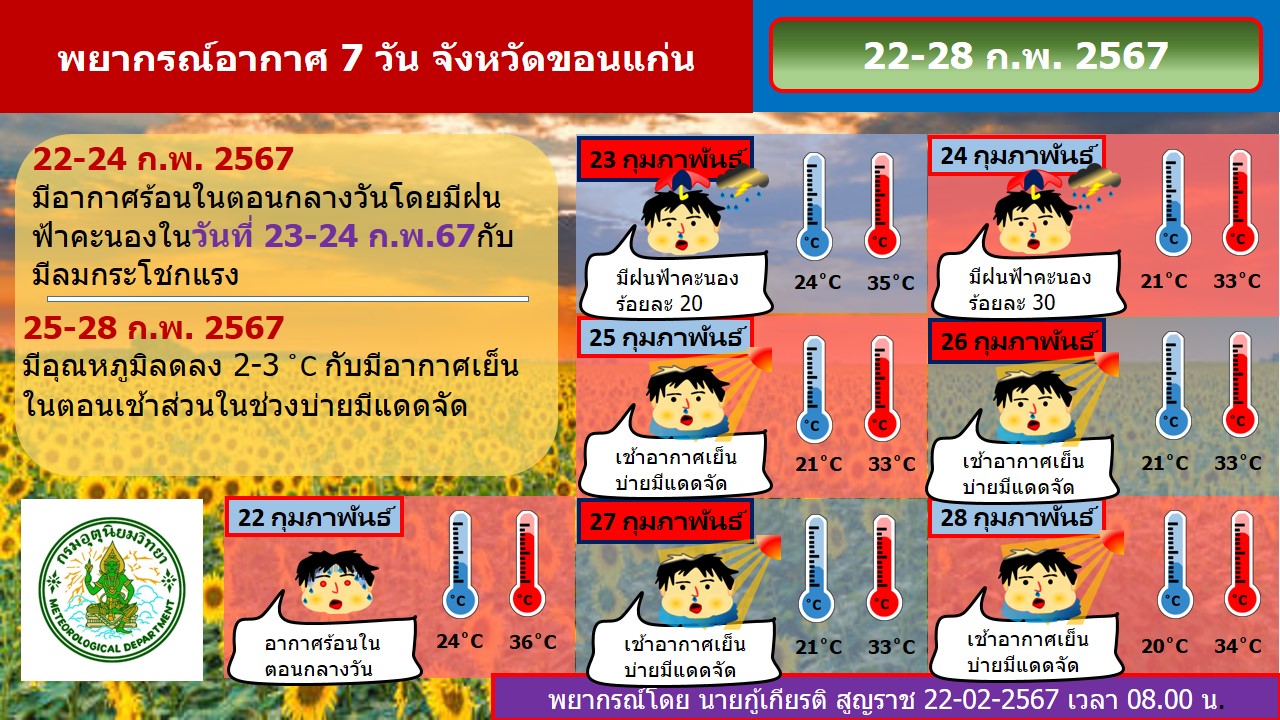 พยากรณ์อากาศ 7 วัน จังหวัดขอนแก่น
22-28 ก.พ. 2567
22-24 ก.พ. 2567
มีอากาศร้อนในตอนกลางวันโดยมีฝน
ฟ้าคะนองในวันที่ 23-24 ก.พ.67กับ
มีลมกระโชกแรง
25-28 ก.พ. 2567
มีอุณหภูมิลดลง 2-3 °C กับมีอากาศเย็น
ในตอนเช้าส่วนในช่วงบ่ายมีแดดจัด
กรมอุตุนิยมวิทยา
METEOROLOGICAL DEPARTMENT
22 กุมภาพันธ์
อากาศร้อนใน
ตอนกลางวัน
°C °C
24°C 36°C
23 กุมภาพันธ์
มีฝนฟ้าคะนอง
ร้อยละ 20
°C °C
24°C 35°C
24 กุมภาพันธ์
มีฝนฟ้าคะนอง
ร้อยละ 30
°C °C
21°C 33°C
25 กุมภาพันธ์
เช้าอากาศเย็น
บ่ายมีแดดจัด
°C °C
21°C 33°C
26 กุมภาพันธ์
เช้าอากาศเย็น
บ่ายมีแดดจัด
°C °C
21°C 33°C
27 กุมภาพันธ์
เช้าอากาศเย็น
บ่ายมีแดดจัด
°C °C
21°C 33°C
28 กุมภาพันธ์
เช้าอากาศเย็น
บ่ายมีแดดจัด
°C °C
20°C 34°C
พยากรณ์โดย นายกู้เกียรติ สูญราช 22-02-2567 เวลา 08.00 น.